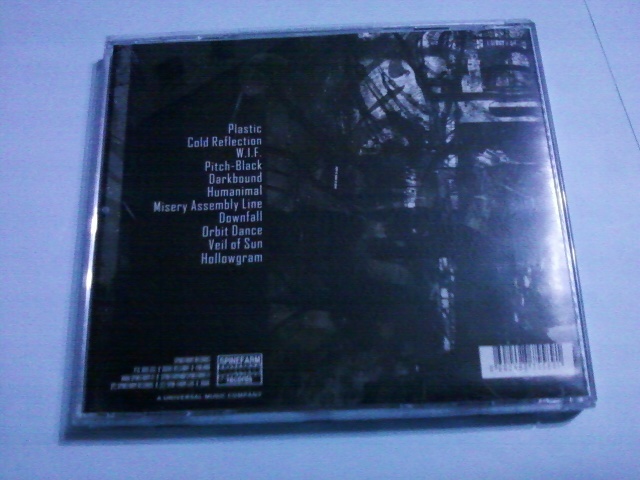 Plastic
Cold Reflection
W.I.F.
Pitch-Black
Darkbound
Humanimal
Misery Assembly Line
Downfall
Orbit Dance
Veil of Sun
Hollowgram
SPINEFARM
RECORDS
A UNIVERSAL MUSIC COMPANY